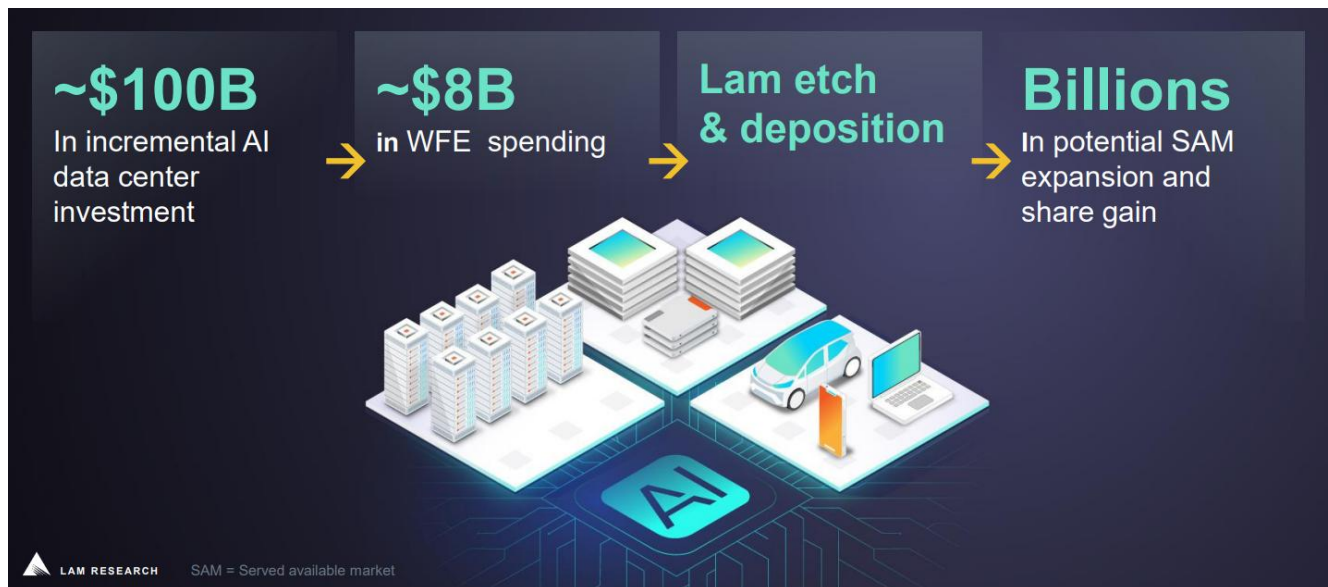 ~$100B
In incremental AI
data center
investment
~$8B
in WFE spending
Lam etch
& deposition
Billions
In potential SAM
expansion and
share gain
AI
LAM RESEARCH
SAM = Served available market